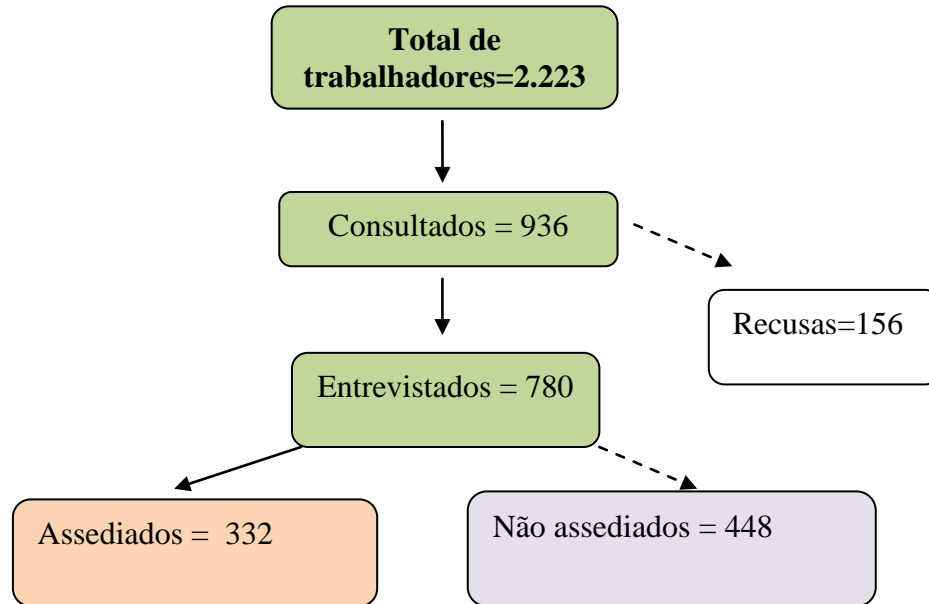 Total de
trabalhadores=2.223
Consultados = 936
Recusas=156
Entrevistados = 780
Assediados =  332
Não assediados = 448